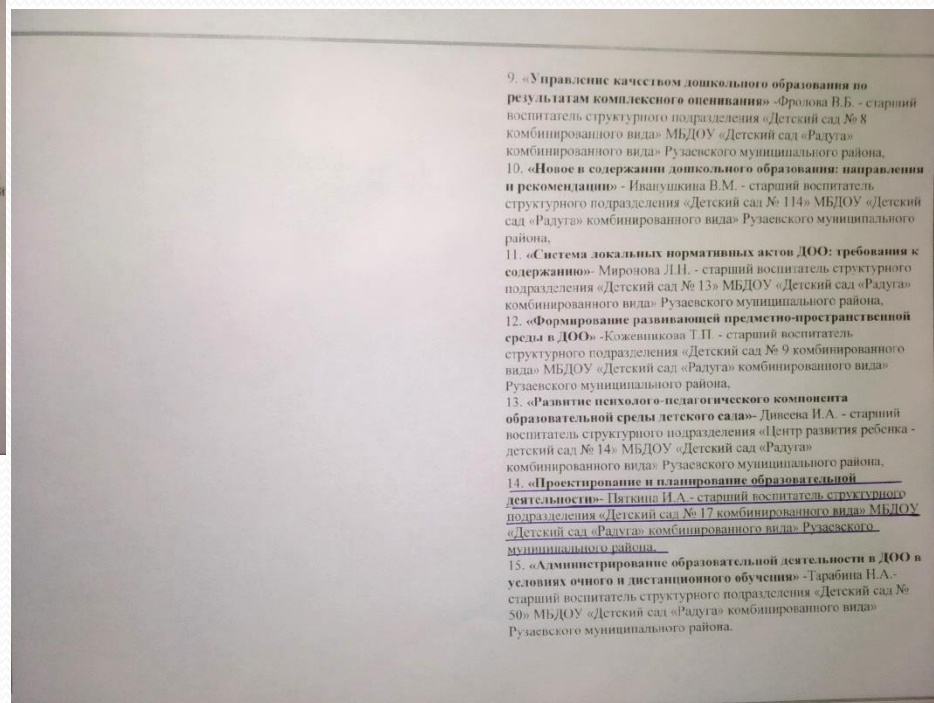 9. «Управление качеством дошкольного образования по
результатам комплексного оценивания» -Фролова В.Б. - старший
воспитатель структурного подразделения «Детский сад № 8
комбинированного вида» МБДОУ «Детский сад «Радуга»
комбинированного вида» Рузаевского муниципального района,
10. «Новое в содержании дошкольного образования: направления
и рекомендации» - Иванушкина В.М. - старший воспитатель
структурного подразделения «Детский сад № 114» МБДОУ «Детский
сад «Радуга» комбинированного вида» Рузаевского муниципального
района,
11. «Система локальных нормативных актов ДОО: требования к
содержанию»- Миронова Л.Н. - старший воспитатель структурного
подразделения «Детский сад № 13» МБДОУ «Детский сад «Радуга»
комбинированного вида» Рузаевского муниципального района,
12. «Формирование развивающей предметно-пространственной
среды в ДОО» -Кожевникова Т.П. - старший воспитатель
структурного подразделения «Детский сад № 9 комбинированного
вида» МБДОУ «Детский сад «Радуга» комбинированного вида»
Рузаевского муниципального района,
13. «Развитие психолого-педагогического компонента
образовательной среды детского сада»- Дивеева И.А. - старший
воспитатель структурного подразделения «Центр развития ребенка -
детский сад № 14» МБДОУ «Детский сад «Радуга»
комбинированного вида» Рузаевского муниципального района,
14. «Проектирование и планирование образовательной
деятельности»- Пяткина И.А.- старший воспитатель структурного
подразделения «Детский сад № 17 комбинированного вида» МБДОУ
«Детский сад «Радуга» комбинированного вида» Рузаевского
муниципального района.
15. «Администрирование образовательной деятельности в ДОО в
условиях очного и дистанционного обучения» -Тарабина Н.А.-
старший воспитатель структурного подразделения «Детский сад №
50» МБДОУ «Детский сад «Радуга» комбинированного вида»
Рузаевского муниципального района.